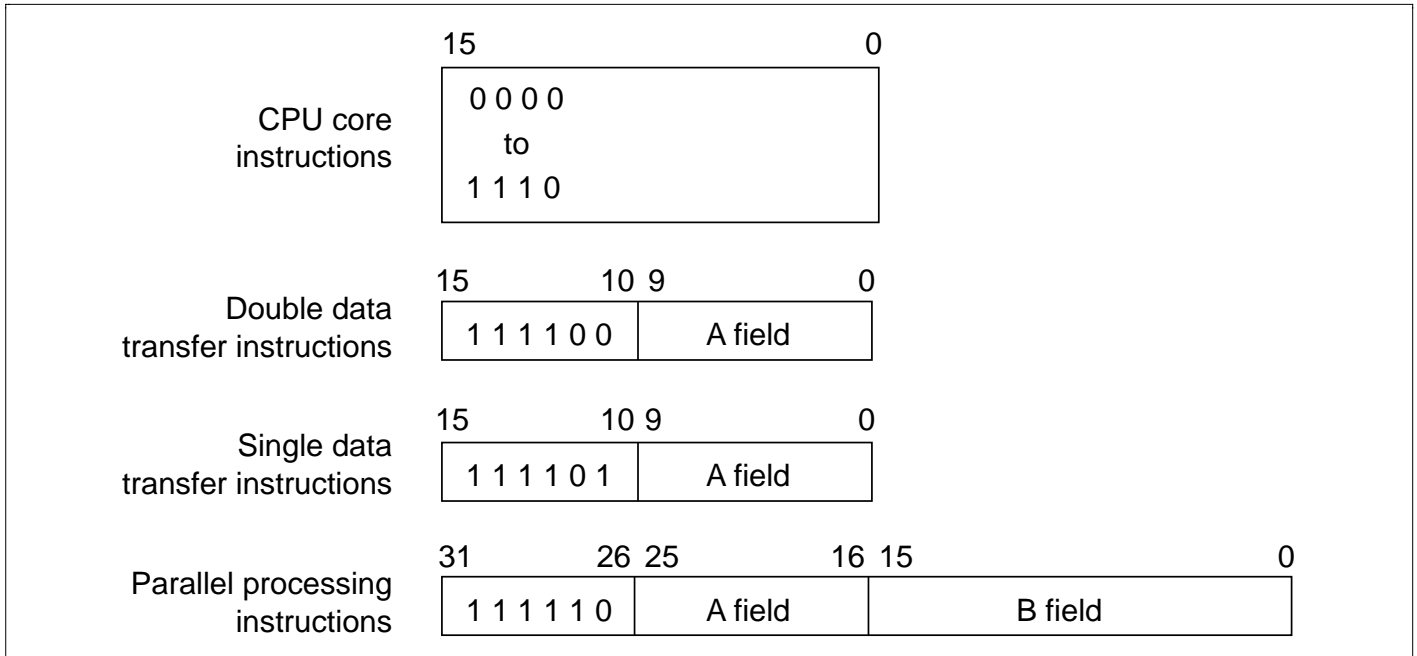 15 0
CPU core
instructions
0 0 0 0
to
1 1 1 0
15 10 9 0
Double data
transfer instructions
1 1 1 1 0 0 A field
15 10 9 0
Single data
transfer instructions
1 1 1 1 0 1 A field
31 26 25 16 15 0
Parallel processing
instructions
1 1 1 1 1 0 A field B field